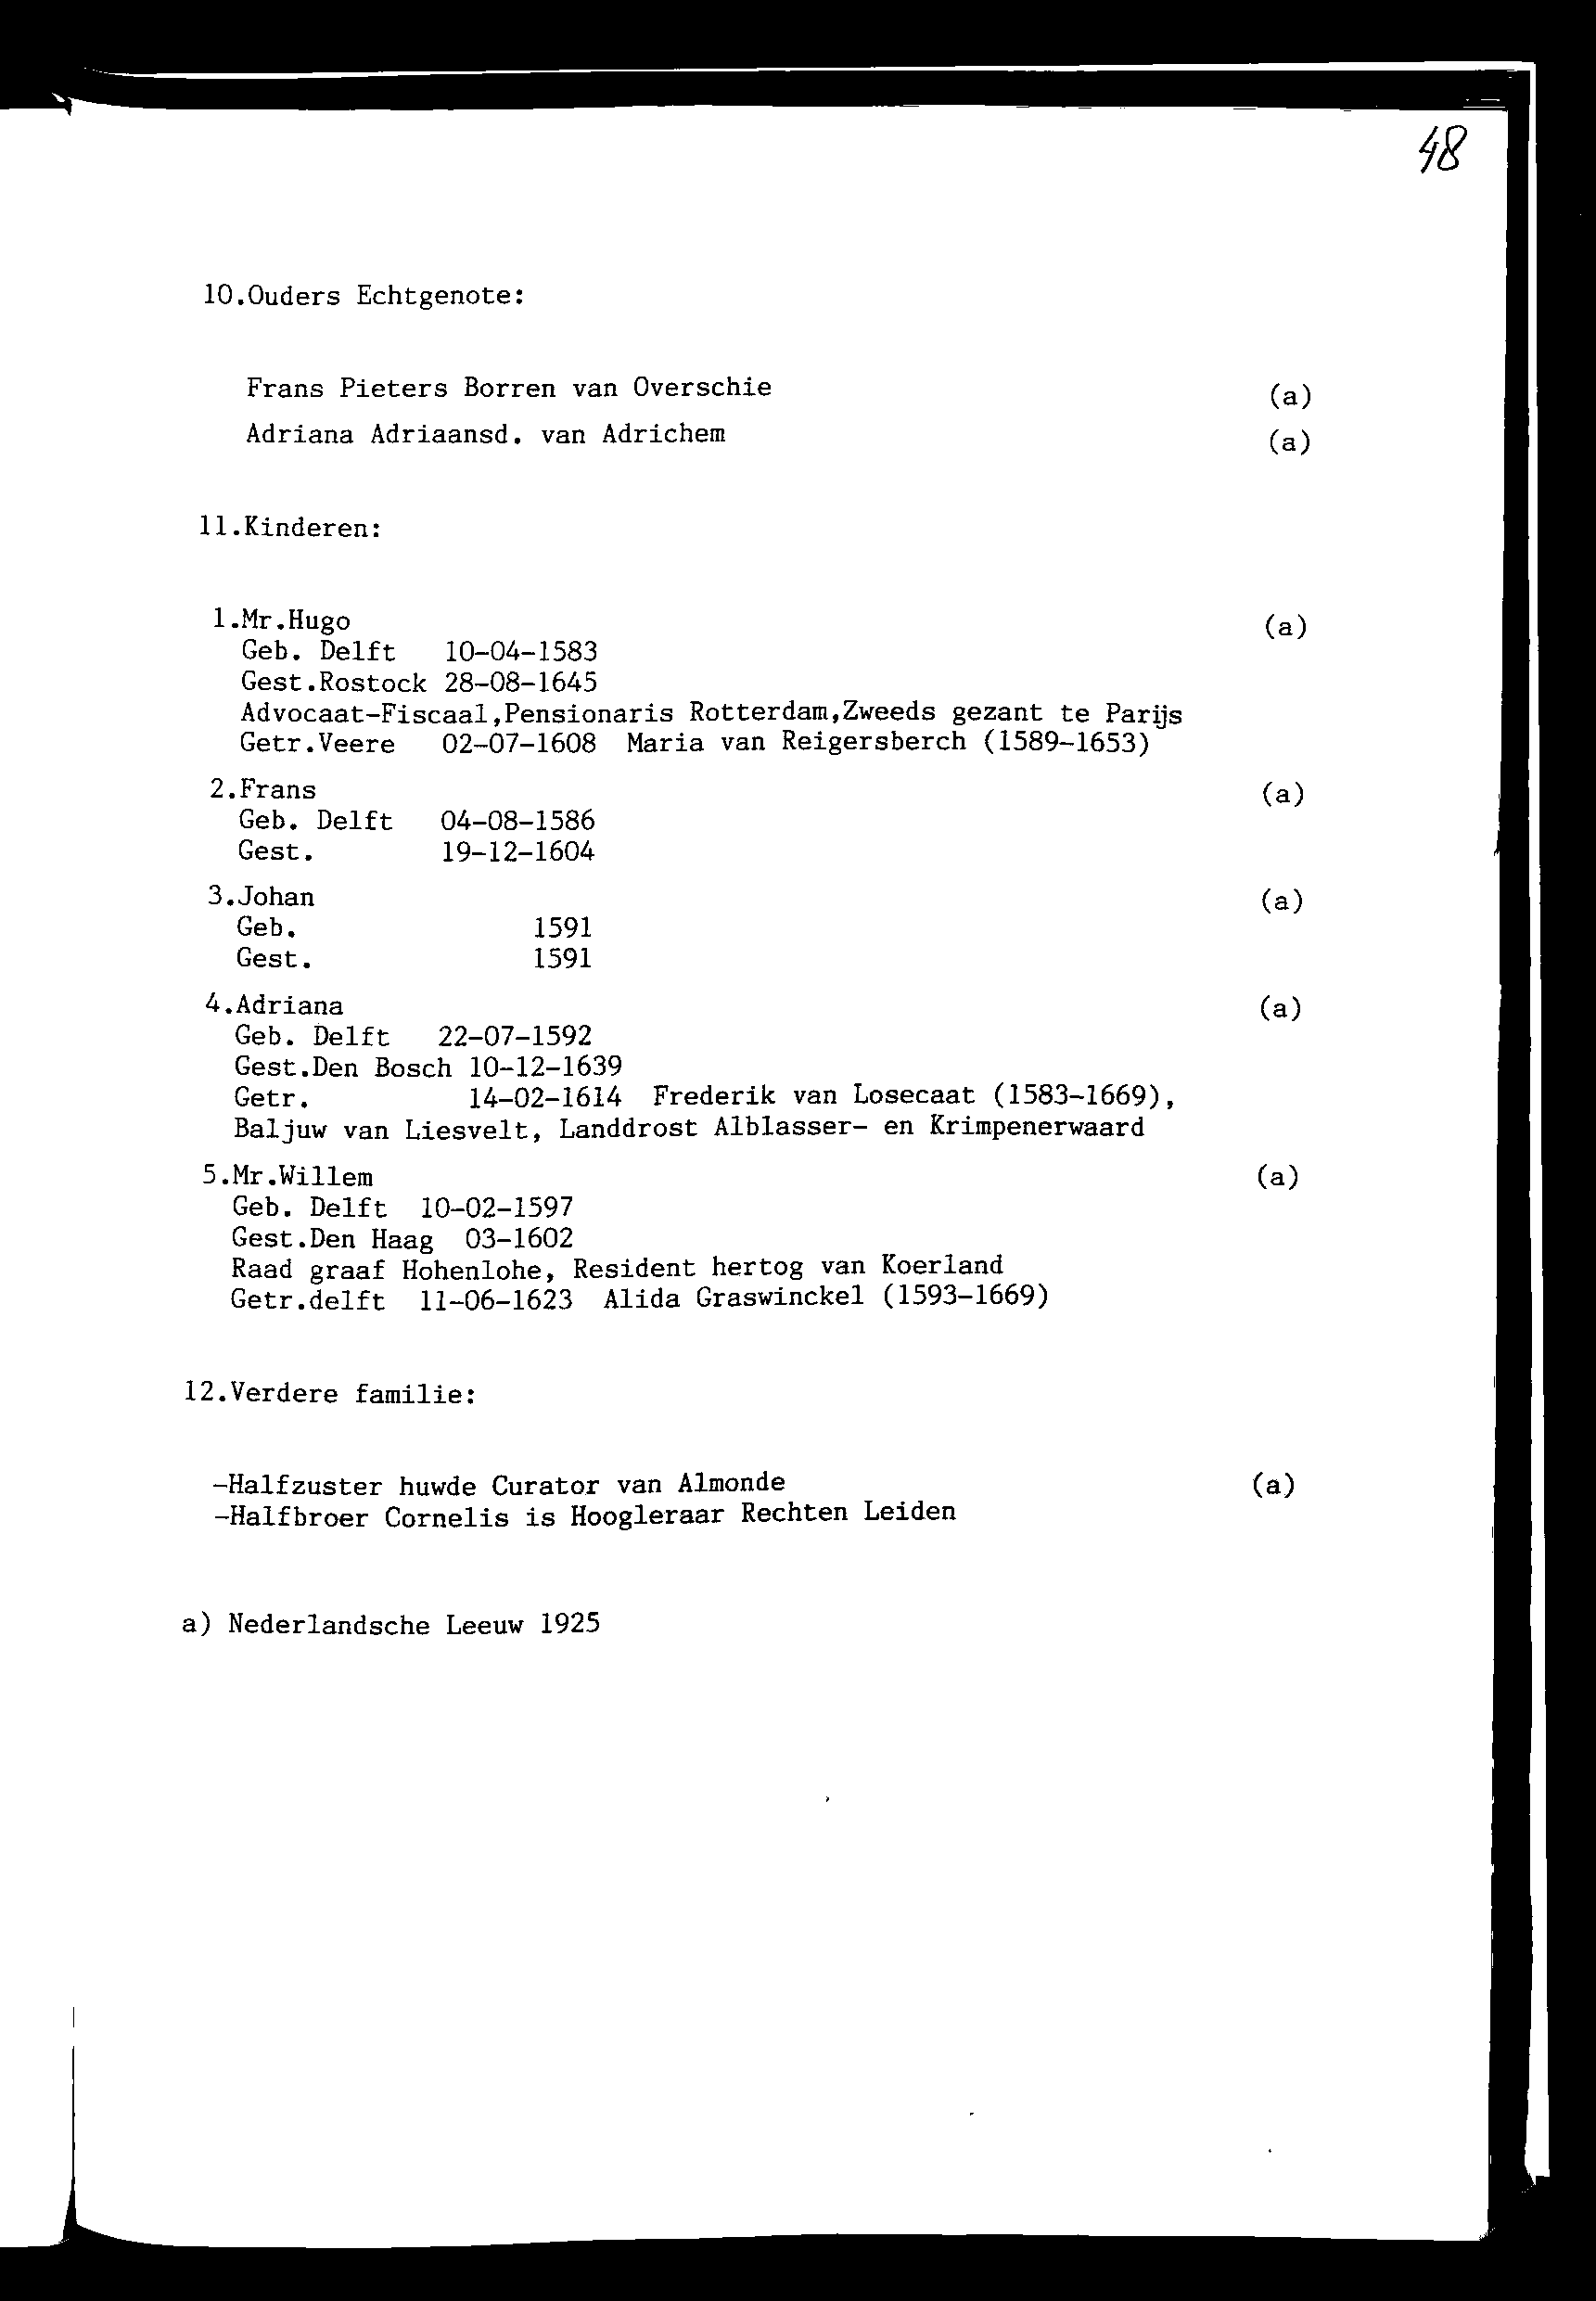 48
10.Ouders Echtgenote:
Frans Pieters Borren van Overschie (a)
Adriana Adriaansd. van Adrichem (a)
11.Kinderen:
1.Mr.Hugo (a)
Geb. Delft 10-04-1583
Gest.Rostock 28-08-1645
Advocaat-Fiscaal,Pensionaris Rotterdam,Zweeds gezant te Parijs
Getr.Veere 02-07-1608 Maria van Reigersberch (1589-1653)
2.Frans (a)
Geb. Delft 04-08-1586
Gest. 19-12-1604
3.Johan (a)
Geb. 1591
Gest. 1591
4.Adriana (a)
Geb. Delft 22-07-1592
Gest.Den Bosch 10-12-1639
Getr. 14-02-1614 Frederik van Losecaat (1583-1669),
Baljuw van Liesvelt, Landdrost Alblasser- en Krimpenerwaard
5.Mr.Willem (a)
Geb. Delft 10-02-1597
Gest.Den Haag 03-1602
Raad graaf Hohenlohe, Resident hertog van Koerland
Getr.delft 11-06-1623 Alida Graswinckel (1593-1669)
12.Verdere familie:
-Halfzuster huwde Curator van Almonde (a)
-Halfbroer Cornelis is Hoogleraar Rechten Leiden
a) Nederlandsche Leeuw 1925